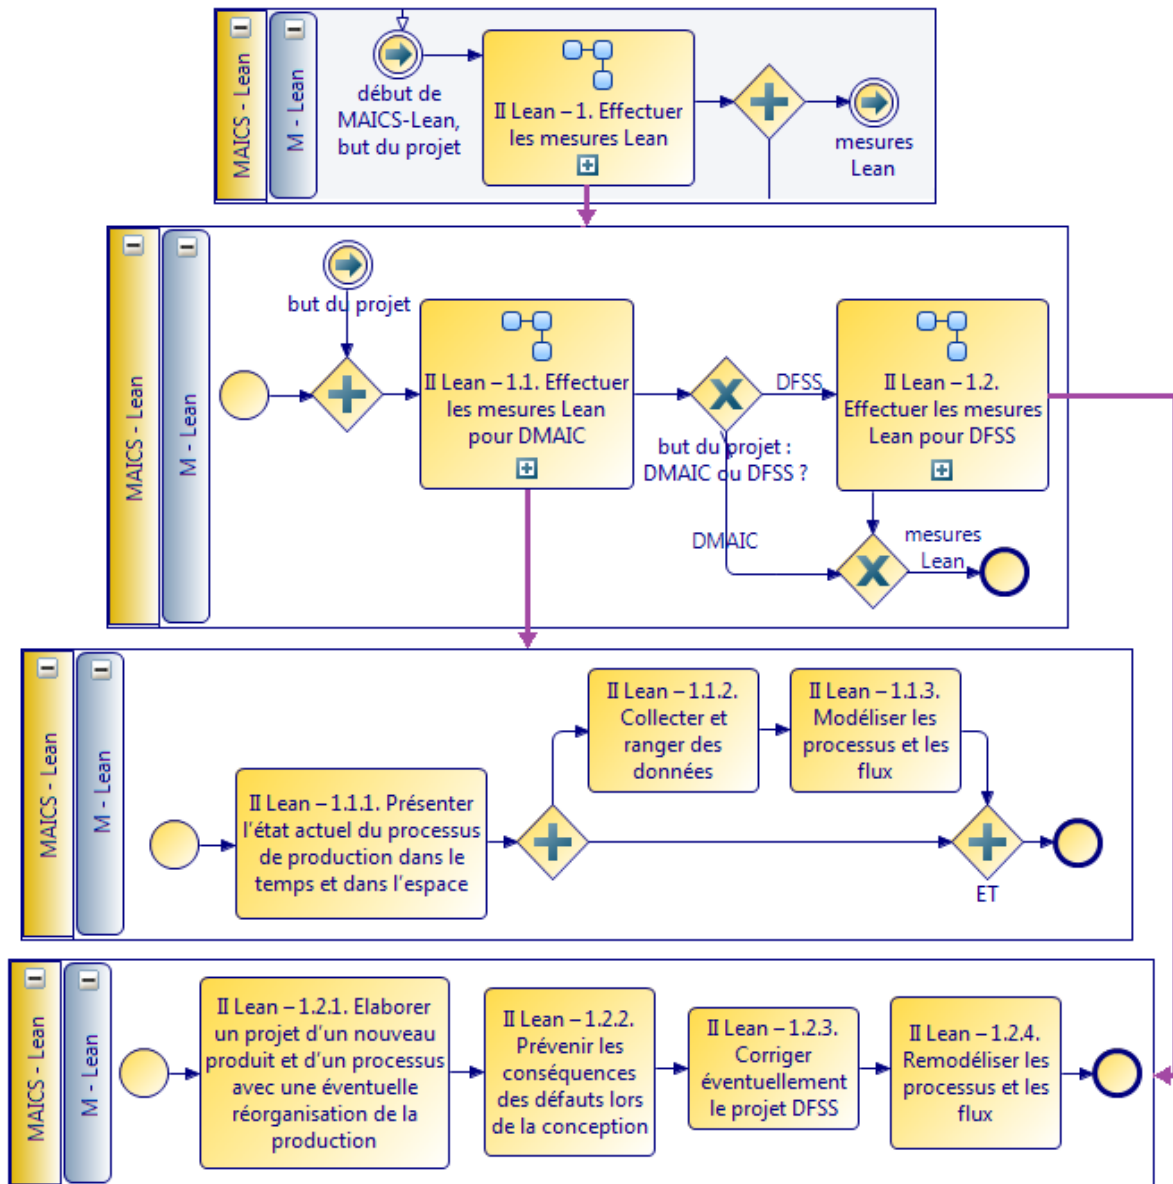 MAICS - Lean
M - Lean
début de
MAICS-Lean,
but du projet
II Lean – 1. Effectuer
les mesures Lean
mesures
Lean
MAICS - Lean
M - Lean
but du projet
II Lean – 1.1. Effectuer
les mesures Lean
pour DMAIC
DFSS
but du projet :
DMAIC ou DFSS ?
DMAIC
II Lean – 1.2.
Effectuer les mesures
Lean pour DFSS
mesures
Lean
MAICS - Lean
M - Lean
II Lean – 1.1.1. Présenter
l'état actuel du processus
de production dans le
temps et dans l'espace
II Lean – 1.1.2.
Collecter et
ranger des
données
II Lean – 1.1.3.
Modéliser les
processus et les
flux
ET
MAICS - Lean
M - Lean
II Lean – 1.2.1. Elaborer
un projet d'un nouveau
produit et d'un processus
avec une éventuelle
réorganisation de la
production
II Lean – 1.2.2.
Prévenir les
conséquences
des défauts lors
de la conception
II Lean – 1.2.3.
Corriger
éventuellement
le projet DFSS
II Lean – 1.2.4.
Remodéliser les
processus et les
flux